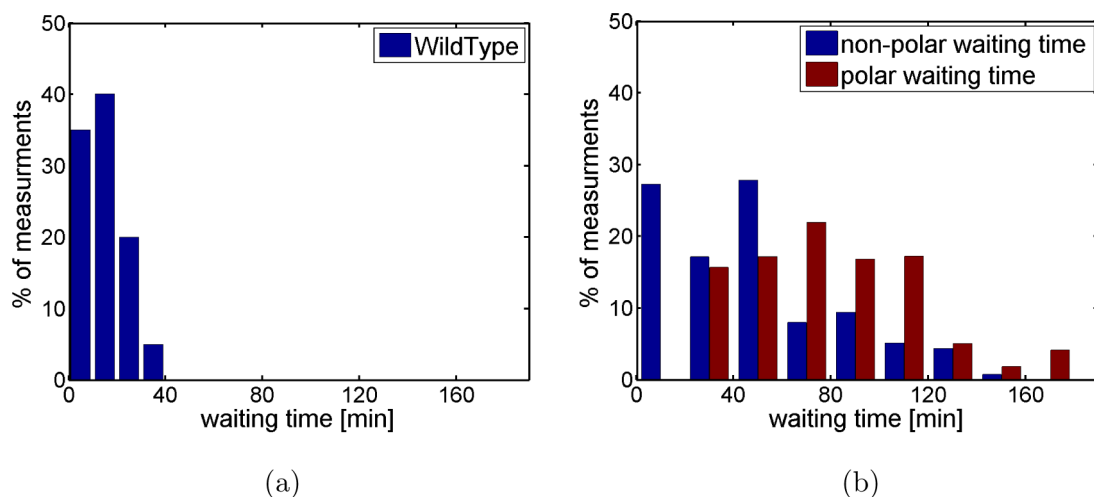 50
40
30
20
10
0
% of measurments
WildType
0 40 80 120 160
waiting time [min]
(a)
50
40
30
20
10
0
% of measurments
non-polar waiting time
polar waiting time
0 40 80 120 160
waiting time [min]
(b)